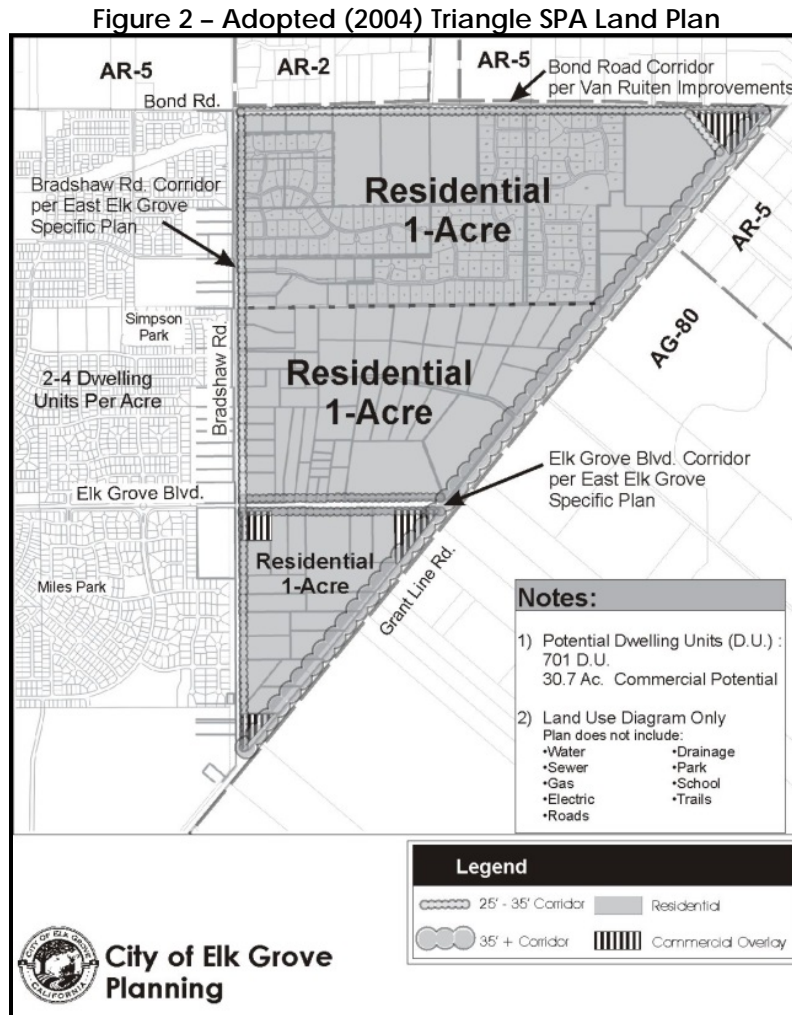 Figure 2 – Adopted (2004) Triangle SPA Land Plan
AR-5
AR-2
AR-5
Bond Road Corridor
per Van Ruiten Improvements
Bond Rd.
Bradshaw Rd. Corridor
per East Elk Grove
Specific Plan
Residential
1-Acre
AR-5
AG-80
Simpson
Park
Bradshaw Rd.
2-4 Dwelling
Units Per Acre
Residential
1-Acre
Elk Grove Blvd. Corridor
per East Elk Grove
Specific Plan
Elk Grove Blvd.
Residential
1-Acre
Miles Park
Grant Line Rd.
Notes:
1) Potential Dwelling Units (D.U.) :
701 D.U.
30.7 Ac. Commercial Potential
2) Land Use Diagram Only
Plan does not include:
•Water
•Sewer
•Gas
•Electric
•Roads
•Drainage
•Park
•School
•Trails
Legend
25' - 35' Corridor
Residential
35' + Corridor
Commercial Overlay
CITY OF ELK GROVE
CALIFORNIA
City of Elk Grove
Planning